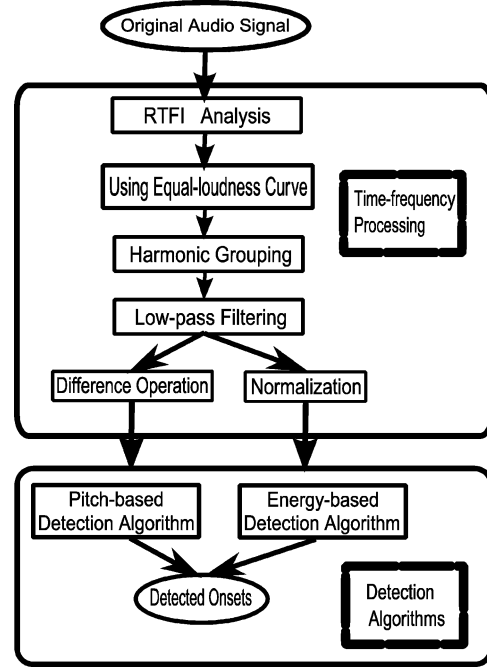 Original Audio Signal
RTFI Analysis
Using Equal-loudness Curve
Time-frequency
Processing
Harmonic Grouping
Low-pass Filtering
Difference Operation
Normalization
Pitch-based
Detection Algorithm
Energy-based
Detection Algorithm
Detected Onsets
Detection
Algorithms